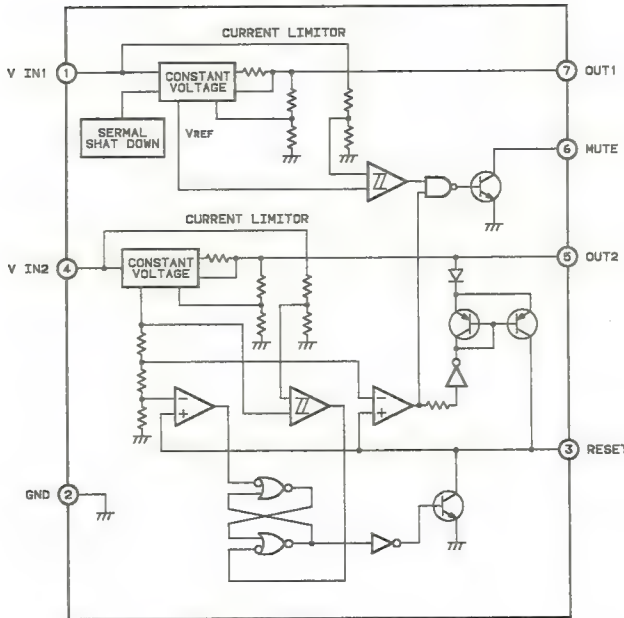 CURRENT LIMITOR
V IN1 1
CONSTANT
VOLTAGE
7 OUT1
SERMAL
SHAT DOWN
VREF
6 MUTE
CURRENT LIMITOR
V IN2 4
CONSTANT
VOLTAGE
5 OUT2
−
+
−
+
3 RESET
GND 2